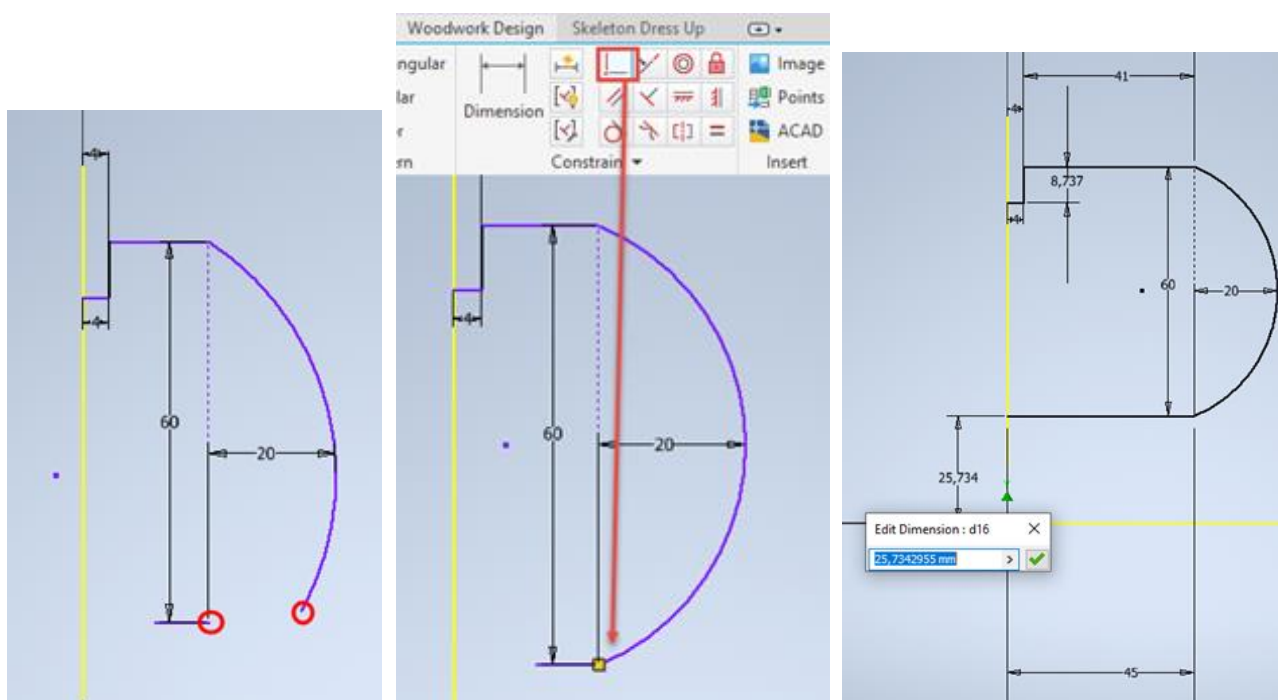 4
4
60
20
Woodwork Design Skeleton Dress Up
ngular
lar
r
rn
Dimension
Constrain
Image
Points
ACAD
Insert
4
60
20
41
4
8,737
4
60
20
25,734
Edit Dimension : d16
25,7342955 mm
45